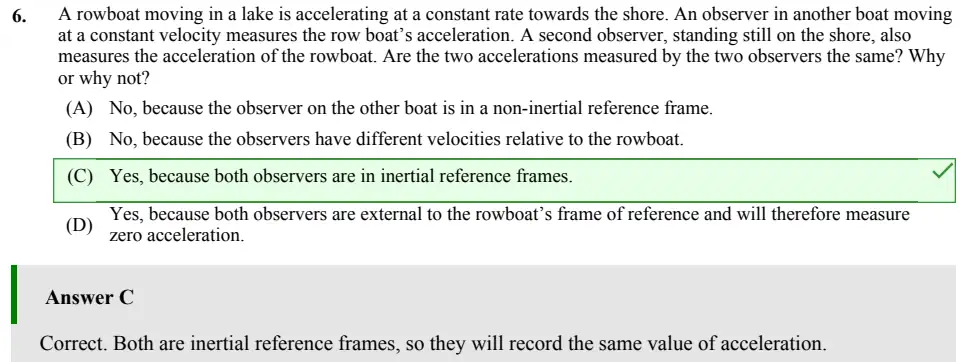 6. A rowboat moving in a lake is accelerating at a constant rate towards the shore. An observer in another boat moving
at a constant velocity measures the row boat's acceleration. A second observer, standing still on the shore, also
measures the acceleration of the rowboat. Are the two accelerations measured by the two observers the same? Why
or why not?
(A) No, because the observer on the other boat is in a non-inertial reference frame.
(B) No, because the observers have different velocities relative to the rowboat.
(C) Yes, because both observers are in inertial reference frames.
(D) Yes, because both observers are external to the rowboat's frame of reference and will therefore measure
zero acceleration.
Answer C
Correct. Both are inertial reference frames, so they will record the same value of acceleration.